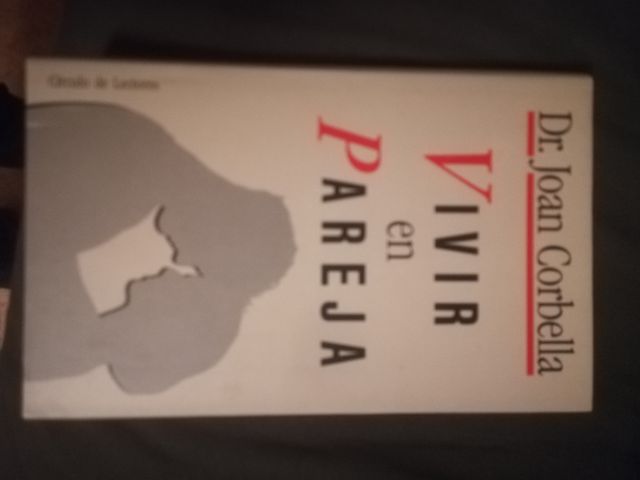 Dr. Joan Corbella
VIVIR
en
PAREJA
Círculo de Lectores